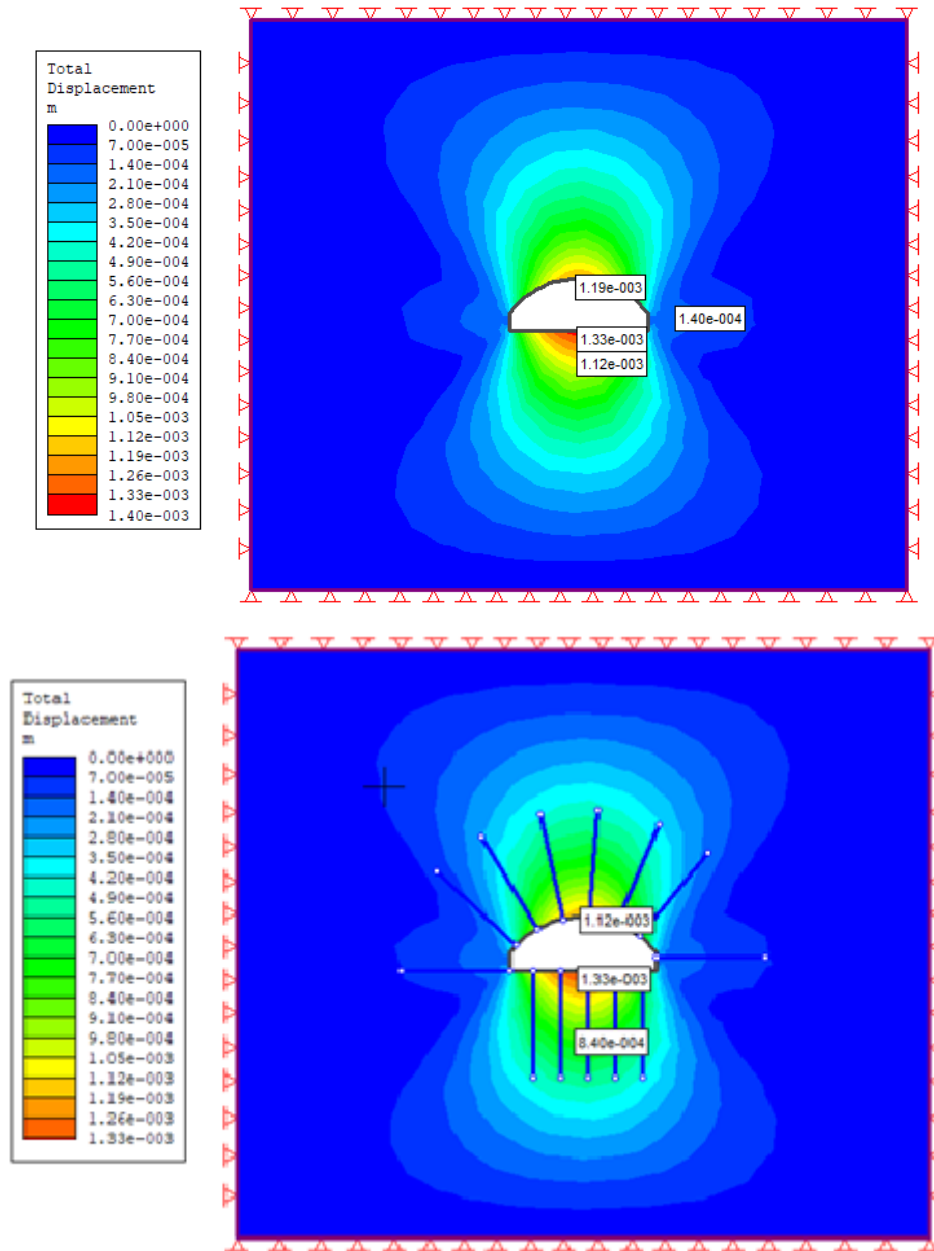 Total
Displacement
m
0.00e+000
7.00e-005
1.40e-004
2.10e-004
2.80e-004
3.50e-004
4.20e-004
4.90e-004
5.60e-004
6.30e-004
7.00e-004
7.70e-004
8.40e-004
9.10e-004
9.80e-004
1.05e-003
1.12e-003
1.19e-003
1.26e-003
1.33e-003
1.40e-003
1.19e-003
1.40e-004
1.33e-003
1.12e-003
Total
Displacement
m
0.00e+000
7.00e-005
1.40e-004
2.10e-004
2.80e-004
3.50e-004
4.20e-004
4.90e-004
5.60e-004
6.30e-004
7.00e-004
7.70e-004
8.40e-004
9.10e-004
9.80e-004
1.05e-003
1.12e-003
1.19e-003
1.26e-003
1.33e-003
1.12e-003
1.33e-003
8.40e-004